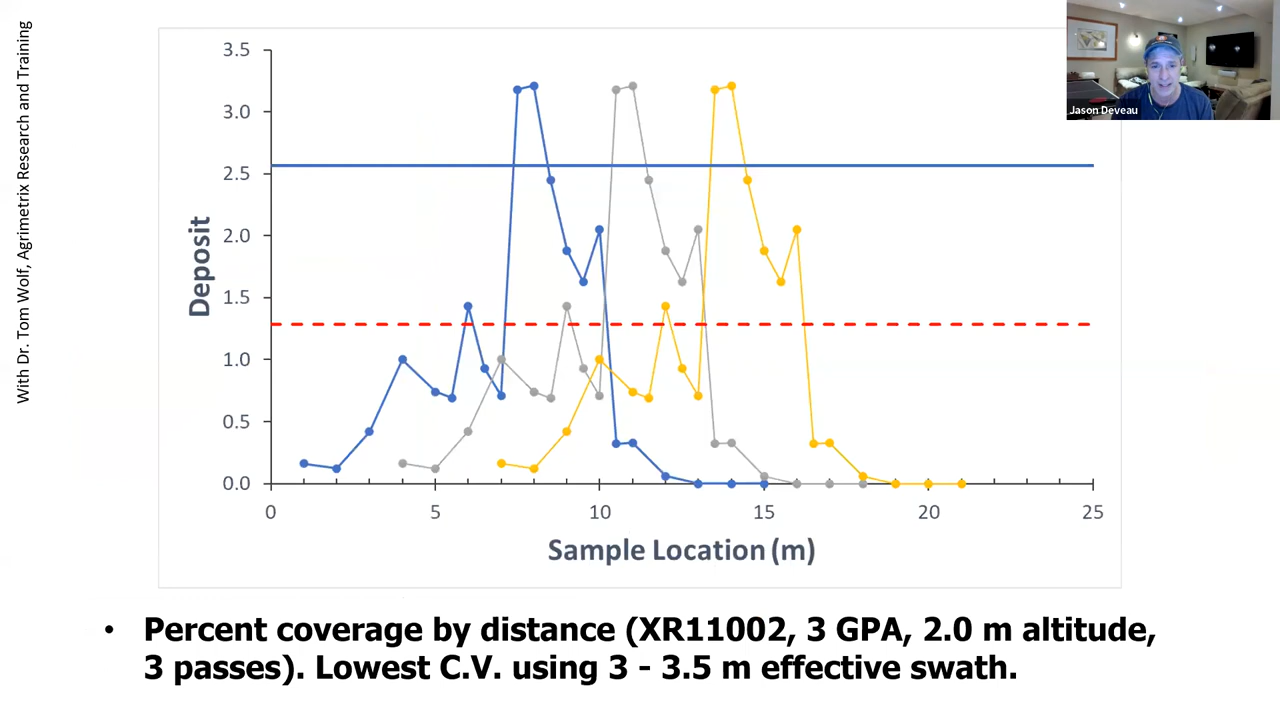 With Dr. Tom Wolf, Agrimetrix Research and Training
Jason Deveau
3.5
3.0
2.5
2.0
1.5
1.0
0.5
0.0
Deposit
0 5 10 15 20 25
Sample Location (m)
• Percent coverage by distance (XR11002, 3 GPA, 2.0 m altitude,
3 passes). Lowest C.V. using 3 - 3.5 m effective swath.